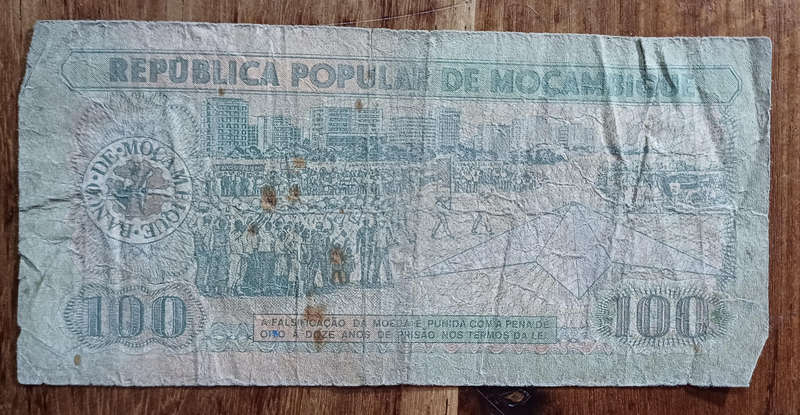 REPÚBLICA POPULAR DE MOÇAMBIQUE
BANCO · DE · MOÇAMBIQUE ·
100
100
A FALSIFICAÇÃO DA MOEDA É PUNIDA COM A PENA DE
OITO A DOZE ANOS DE PRISÃO NOS TERMOS DA LEI.